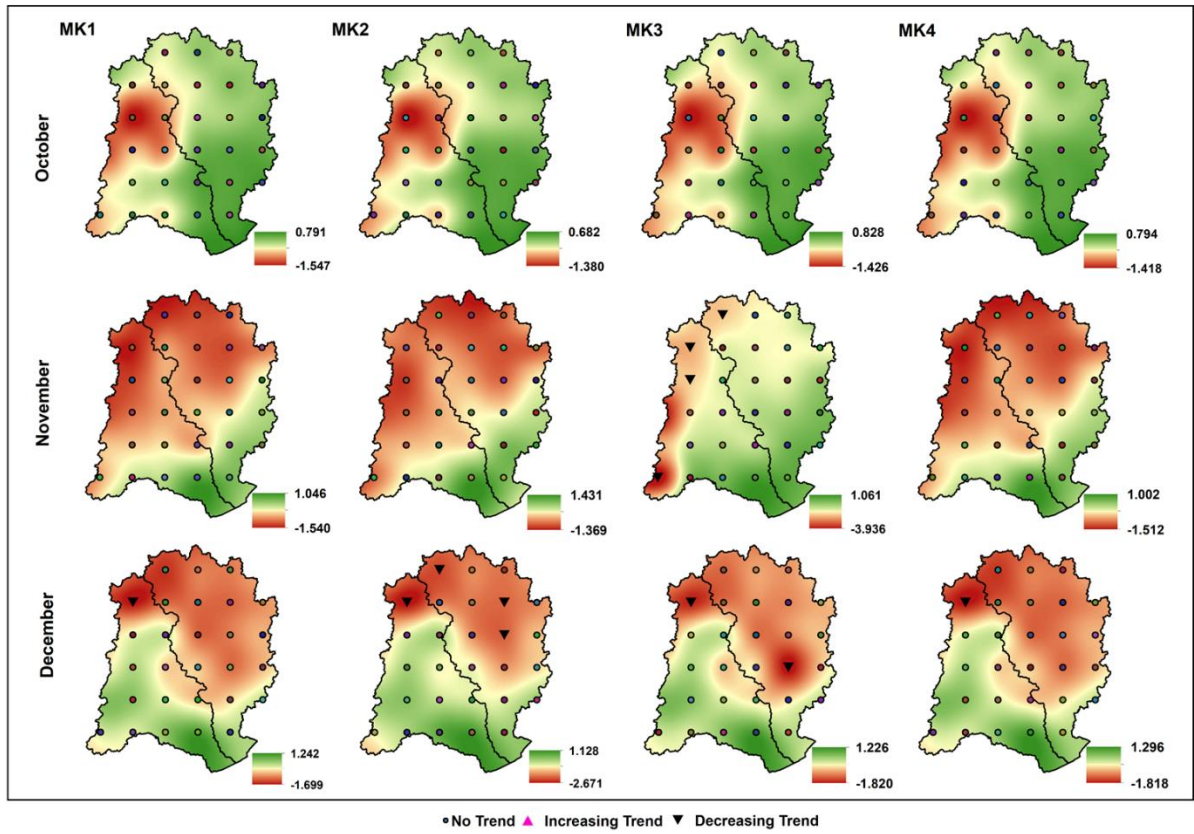 MK1 MK2 MK3 MK4
October
0.791 0.682 0.828 0.794
-1.547 -1.380 -1.426 -1.418
November
1.046 1.431 1.061 1.002
-1.540 -1.369 -3.936 -1.512
December
1.242 1.128 1.226 1.296
-1.699 -2.671 -1.820 -1.818
No Trend Increasing Trend Decreasing Trend